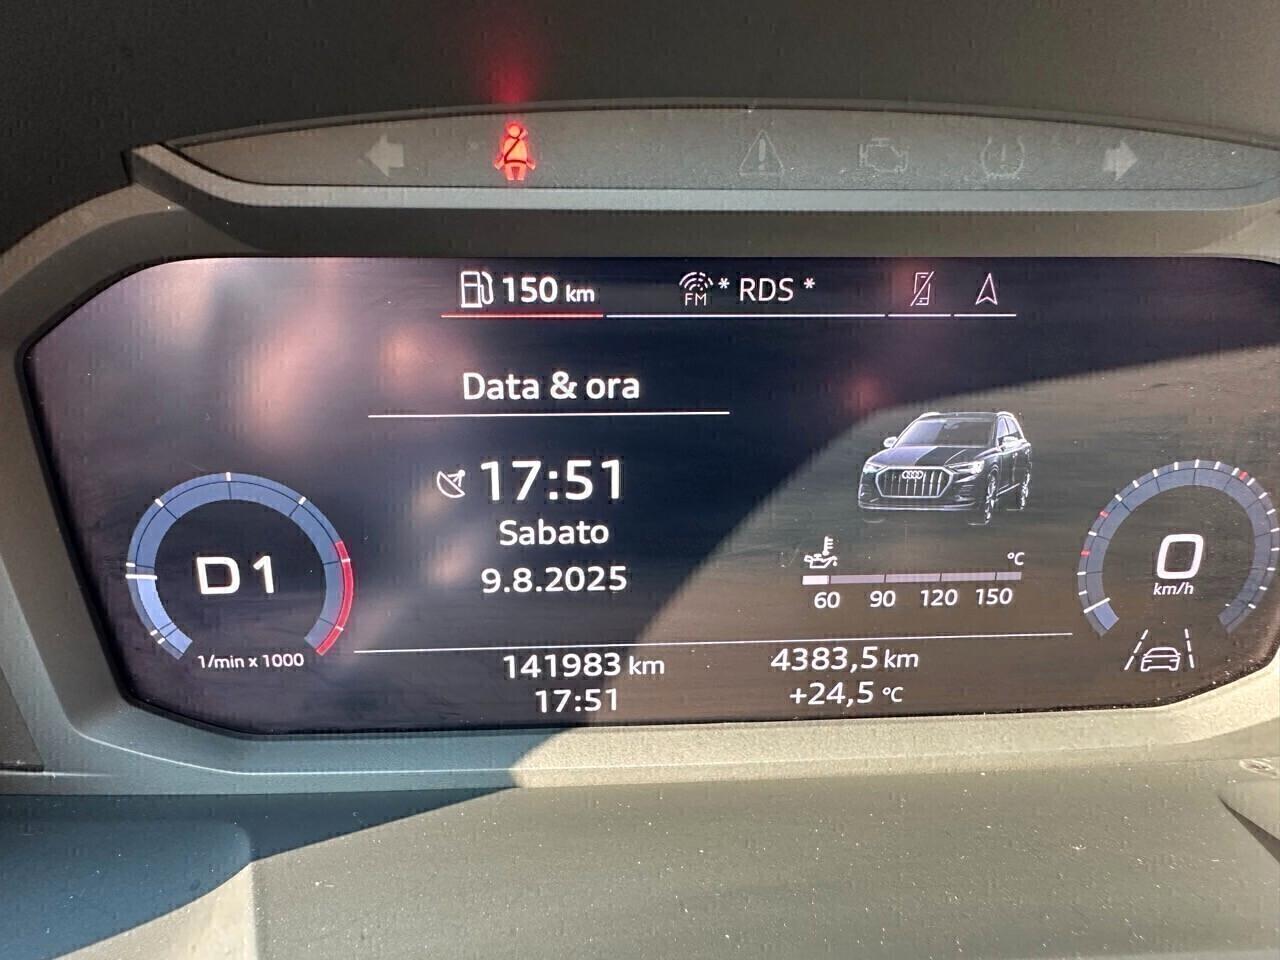 150 km
FM * RDS *
Data & ora
17:51
Sabato
9.8.2025
D1
1/min x 1000
°C
60 90 120 150
0
km/h
141983 km 4383,5 km
17:51 +24,5 °C